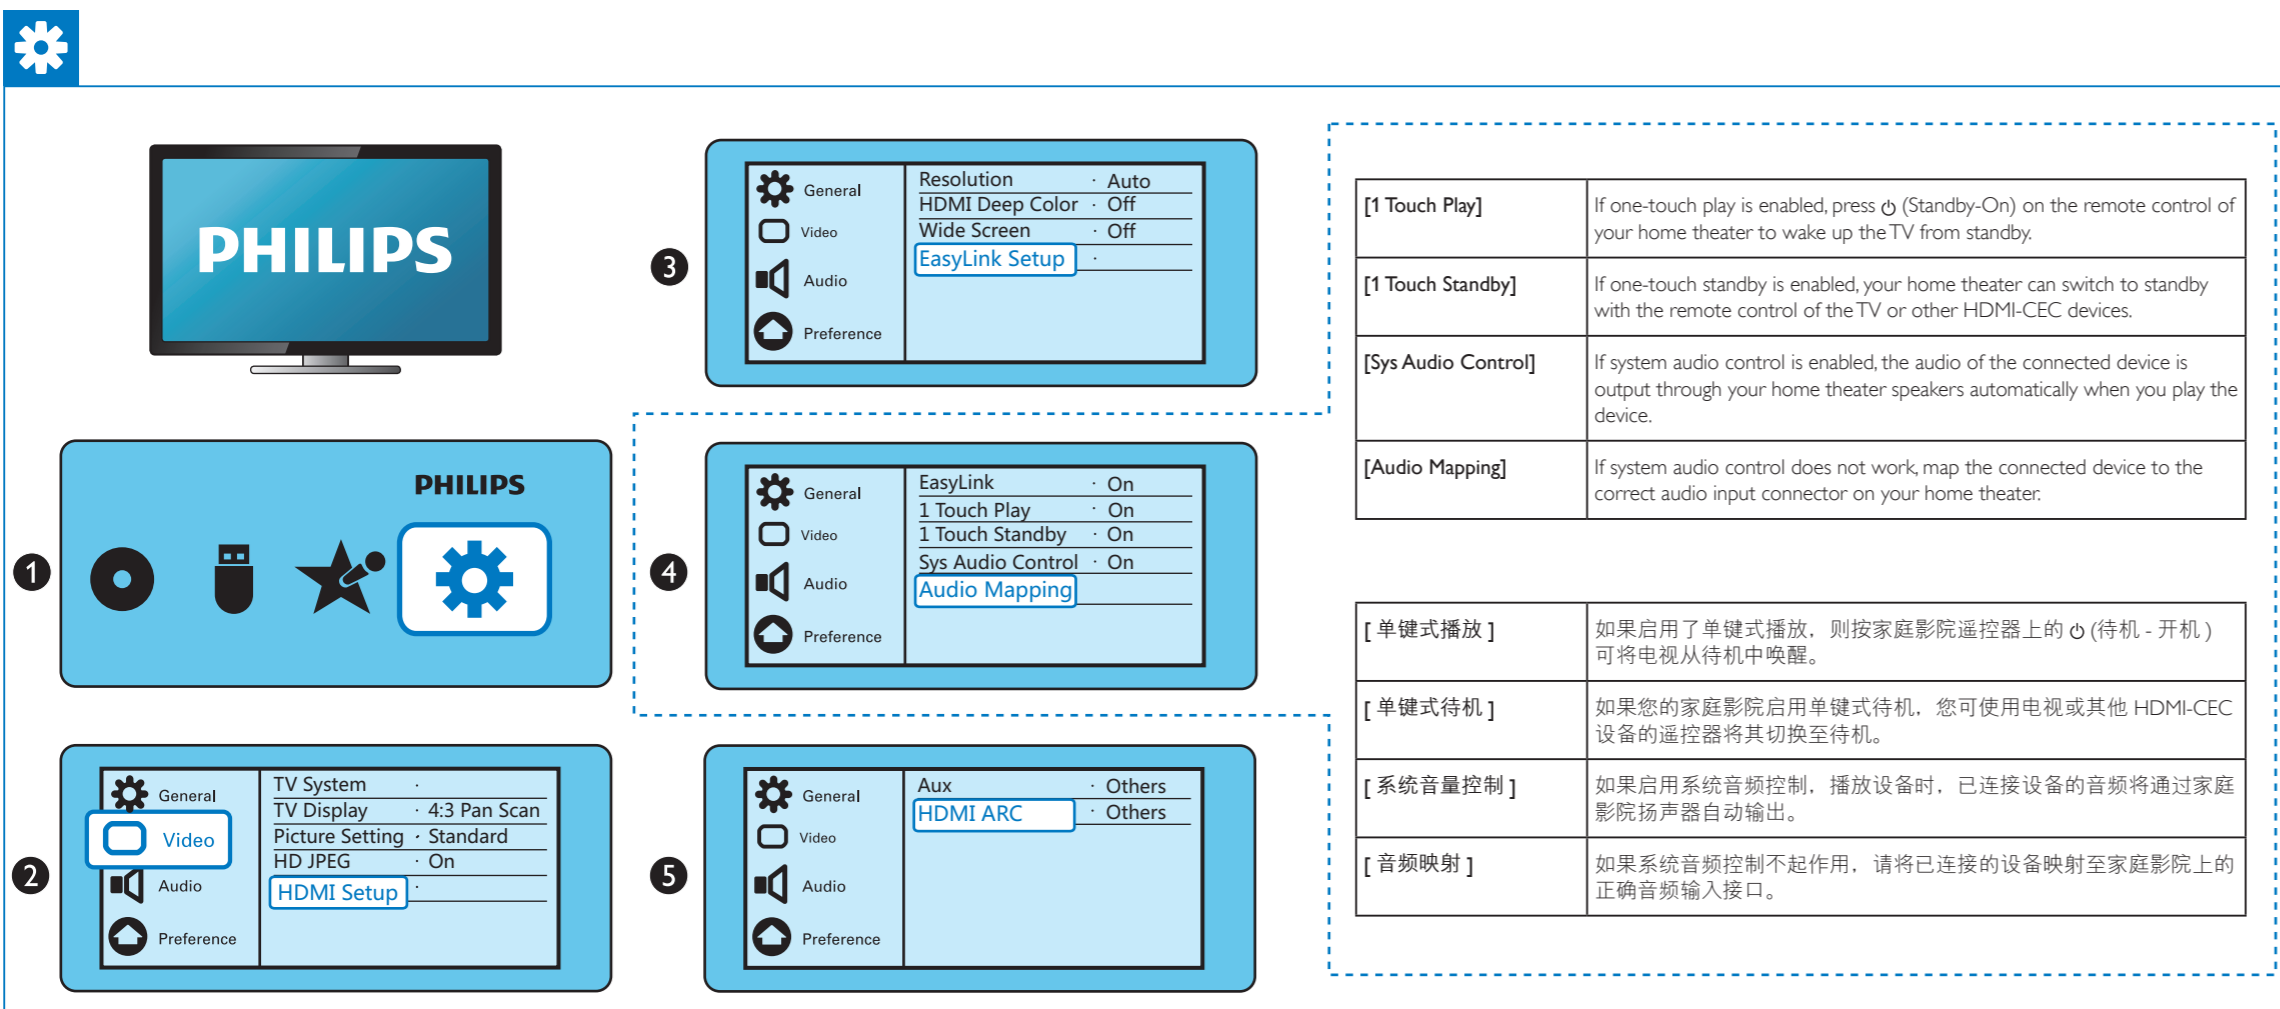 PHILIPS
1
PHILIPS
2
General
Video
Audio
Preference
TV System ·
TV Display · 4:3 Pan Scan
Picture Setting · Standard
HD JPEG · On
HDMI Setup ·
3
General
Video
Audio
Preference
Resolution · Auto
HDMI Deep Color · Off
Wide Screen · Off
EasyLink Setup ·
4
General
Video
Audio
Preference
EasyLink · On
1 Touch Play · On
1 Touch Standby · On
Sys Audio Control · On
Audio Mapping
5
General
Video
Audio
Preference
Aux · Others
HDMI ARC · Others
[1 Touch Play]
If one-touch play is enabled, press ⏻ (Standby-On) on the remote control of
your home theater to wake up the TV from standby.
[1 Touch Standby]
If one-touch standby is enabled, your home theater can switch to standby
with the remote control of the TV or other HDMI-CEC devices.
[Sys Audio Control]
If system audio control is enabled, the audio of the connected device is
output through your home theater speakers automatically when you play the
device.
[Audio Mapping]
If system audio control does not work, map the connected device to the
correct audio input connector on your home theater.
[ 单键式播放 ]
如果启用了单键式播放，则按家庭影院遥控器上的 ⏻ (待机 - 开机 )
可将电视从待机中唤醒。
[ 单键式待机 ]
如果您的家庭影院启用单键式待机，您可使用电视或其他 HDMI-CEC
设备的遥控器将其切换至待机。
[ 系统音量控制 ]
如果启用系统音频控制，播放设备时，已连接设备的音频将通过家庭
影院扬声器自动输出。
[ 音频映射 ]
如果系统音频控制不起作用，请将已连接的设备映射至家庭影院上的
正确音频输入接口。